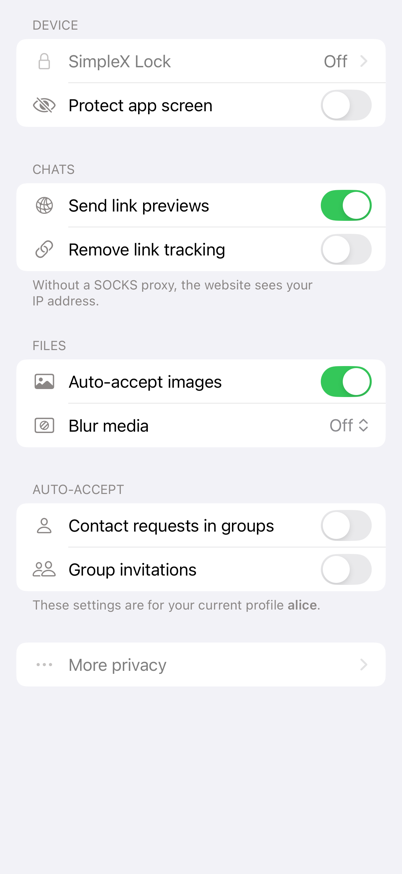 DEVICE
SimpleX Lock Off
Protect app screen
CHATS
Send link previews
Remove link tracking
Without a SOCKS proxy, the website sees your
IP address.
FILES
Auto-accept images
Blur media Off
AUTO-ACCEPT
Contact requests in groups
Group invitations
These settings are for your current profile alice.
More privacy